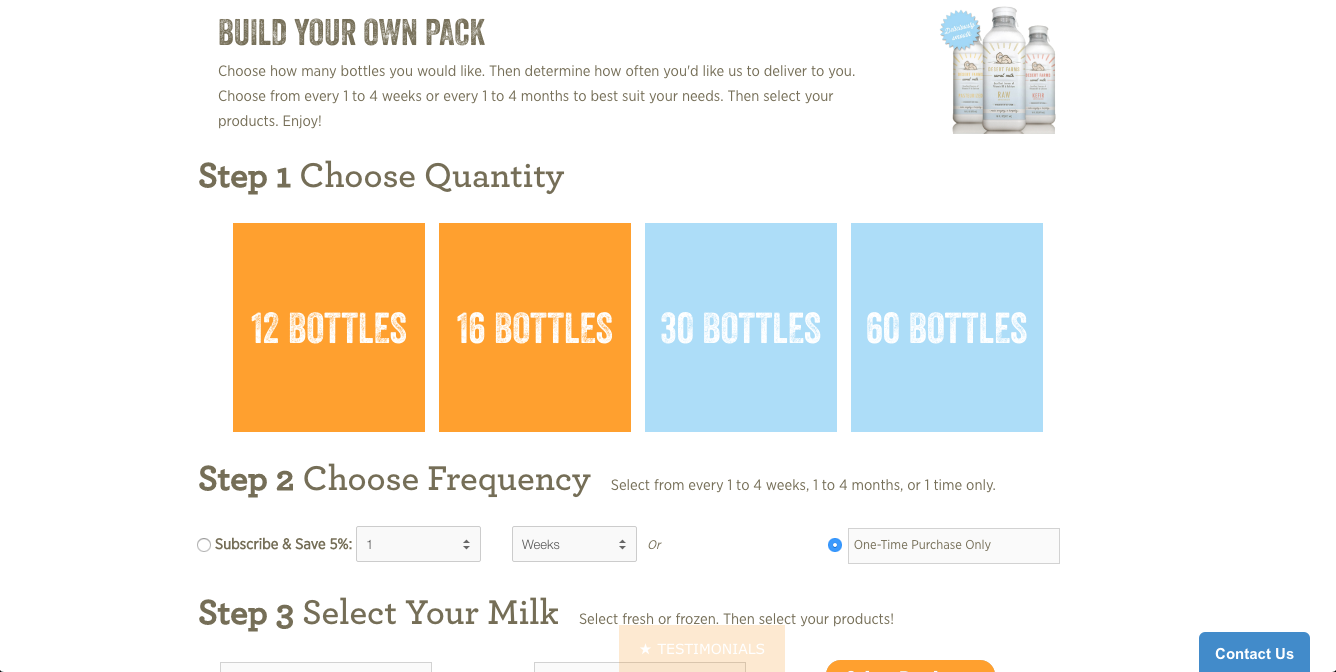 BUILD YOUR OWN PACK
Choose how many bottles you would like. Then determine how often you'd like us to deliver to you.
Choose from every 1 to 4 weeks or every 1 to 4 months to best suit your needs. Then select your
products. Enjoy!
Step 1 Choose Quantity
12 BOTTLES
16 BOTTLES
30 BOTTLES
60 BOTTLES
Step 2 Choose Frequency
Select from every 1 to 4 weeks, 1 to 4 months, or 1 time only.
Subscribe & Save 5%:
1
Weeks
Or
One-Time Purchase Only
Step 3 Select Your Milk
Select fresh or frozen. Then select your products!
★ TESTIMONIALS
Contact Us